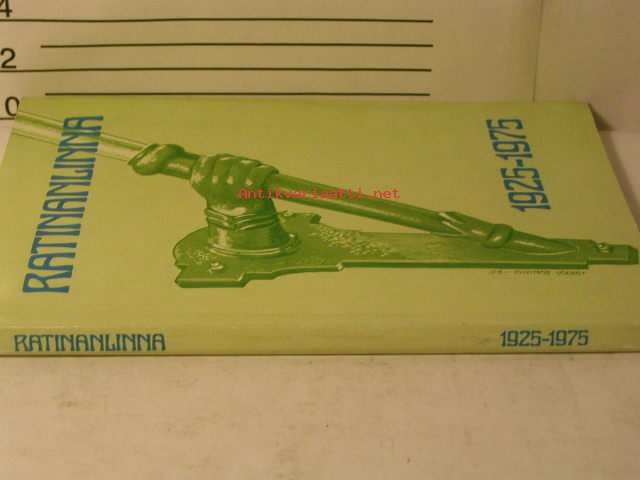 4
2
0
RATINANLINNA
1925-1975
Antikvariaatti.net
RATINANLINNA 1925-1975